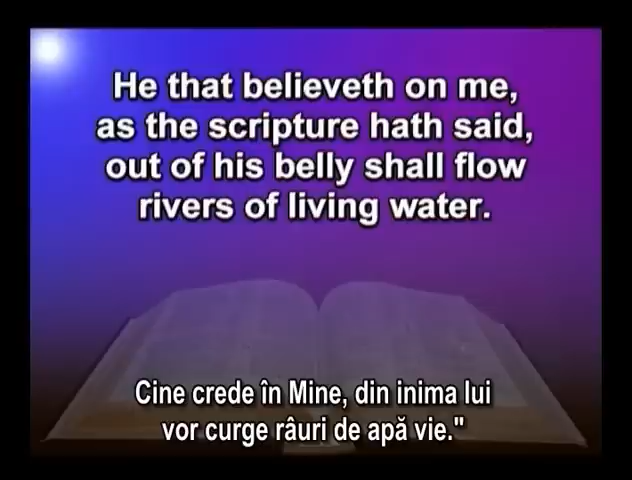 He that believeth on me,
as the scripture hath said,
out of his belly shall flow
rivers of living water.
Cine crede în Mine, din inima lui
vor curge râuri de apă vie."